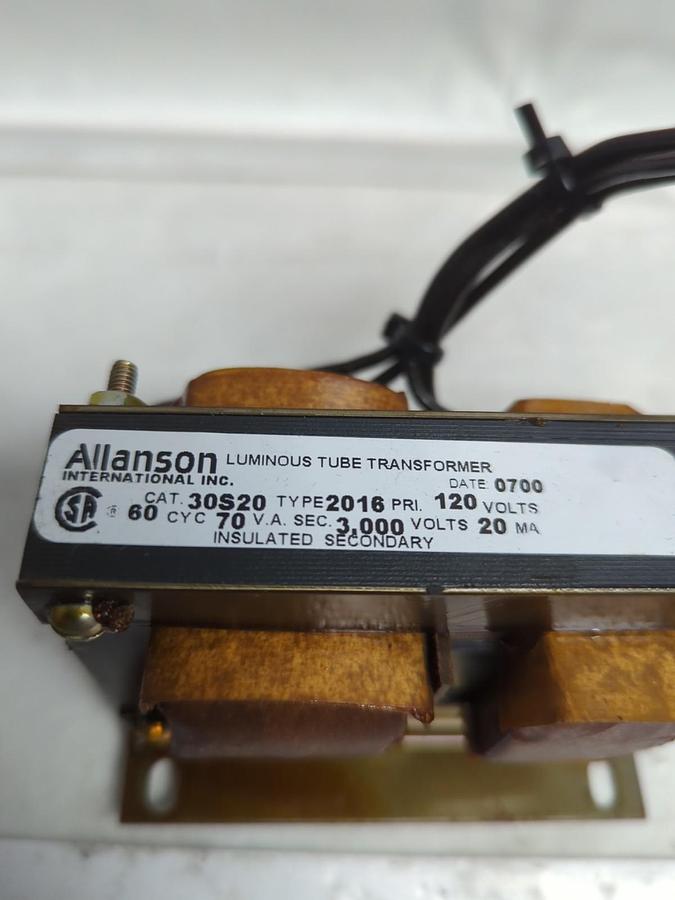 Allanson LUMINOUS TUBE TRANSFORMER
INTERNATIONAL INC. DATE 0700
CAT. 30S20 TYPE 2016 PRI. 120 VOLTS
SA ® 60 CYC 70 V.A. SEC. 3,000 VOLTS 20 MA
INSULATED SECONDARY